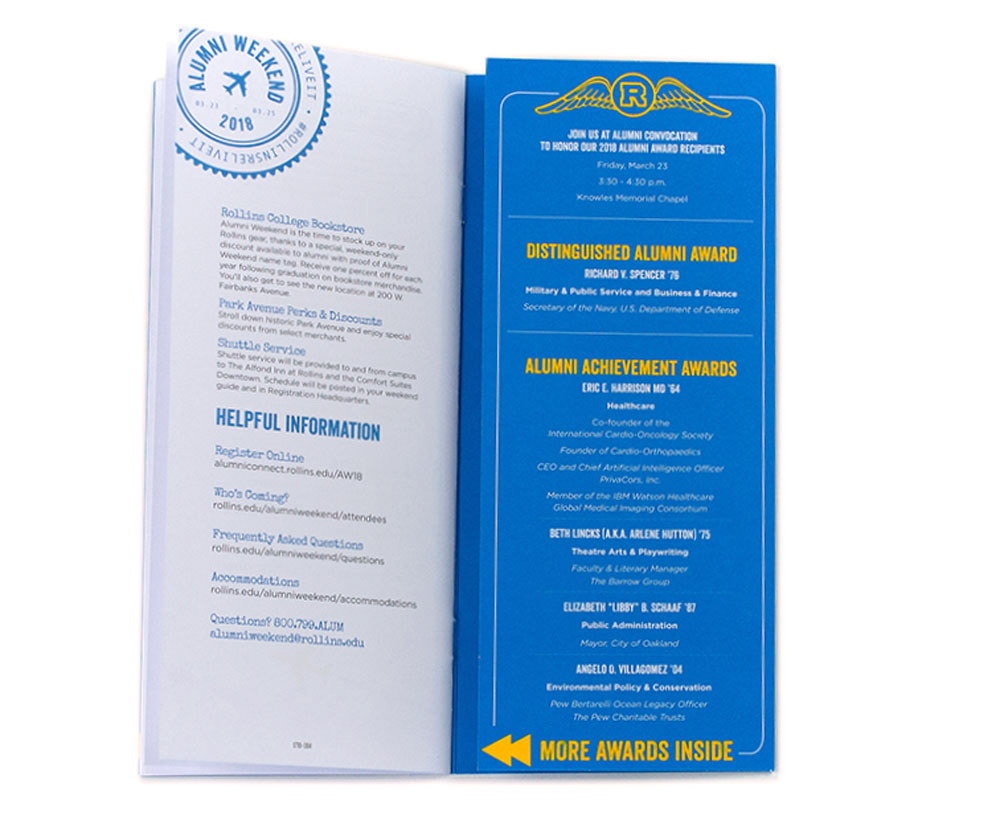 ALUMNI WEEKEND
03.23 - 03.25
2018
#ROLLINSRELIVEIT
RELIVEIT
Rollins College Bookstore
Alumni Weekend is the time to stock up on your
Rollins gear, thanks to a special, weekend-only
discount available to alumni with proof of Alumni
Weekend name tag. Receive one percent off for each
year following graduation on bookstore merchandise.
You'll also get to see the new location at 200 W.
Fairbanks Avenue.
Park Avenue Perks & Discounts
Stroll down historic Park Avenue and enjoy special
discounts from select merchants.
Shuttle Service
Shuttle service will be provided to and from campus
to The Alfond Inn at Rollins and the Comfort Suites
Downtown. Schedule will be posted in your weekend
guide and in Registration Headquarters.
HELPFUL INFORMATION
Register Online
alumniconnect.rollins.edu/AW18
Who's Coming?
rollins.edu/alumniweekend/attendees
Frequently Asked Questions
rollins.edu/alumniweekend/questions
Accommodations
rollins.edu/alumniweekend/accommodations
Questions? 800.799.ALUM
alumniweekend@rollins.edu
R
JOIN US AT ALUMNI CONVOCATION
TO HONOR OUR 2018 ALUMNI AWARD RECIPIENTS
Friday, March 23
3:30 - 4:30 p.m.
Knowles Memorial Chapel
DISTINGUISHED ALUMNI AWARD
RICHARD V. SPENCER '76
Military & Public Service and Business & Finance
Secretary of the Navy, U.S. Department of Defense
ALUMNI ACHIEVEMENT AWARDS
ERIC E. HARRISON MD '64
Healthcare
Co-founder of the
International Cardio-Oncology Society
Founder of Cardio-Orthopaedics
CEO and Chief Artificial Intelligence Officer
PrivaCors, Inc.
Member of the IBM Watson Healthcare
Global Medical Imaging Consortium
BETH LINCKS (A.K.A. ARLENE HUTTON) '75
Theatre Arts & Playwriting
Faculty & Literary Manager
The Barrow Group
ELIZABETH "LIBBY" B. SCHAAF '87
Public Administration
Mayor, City of Oakland
ANGELO O. VILLAGOMEZ '04
Environmental Policy & Conservation
Pew Bertarelli Ocean Legacy Officer
The Pew Charitable Trusts
MORE AWARDS INSIDE